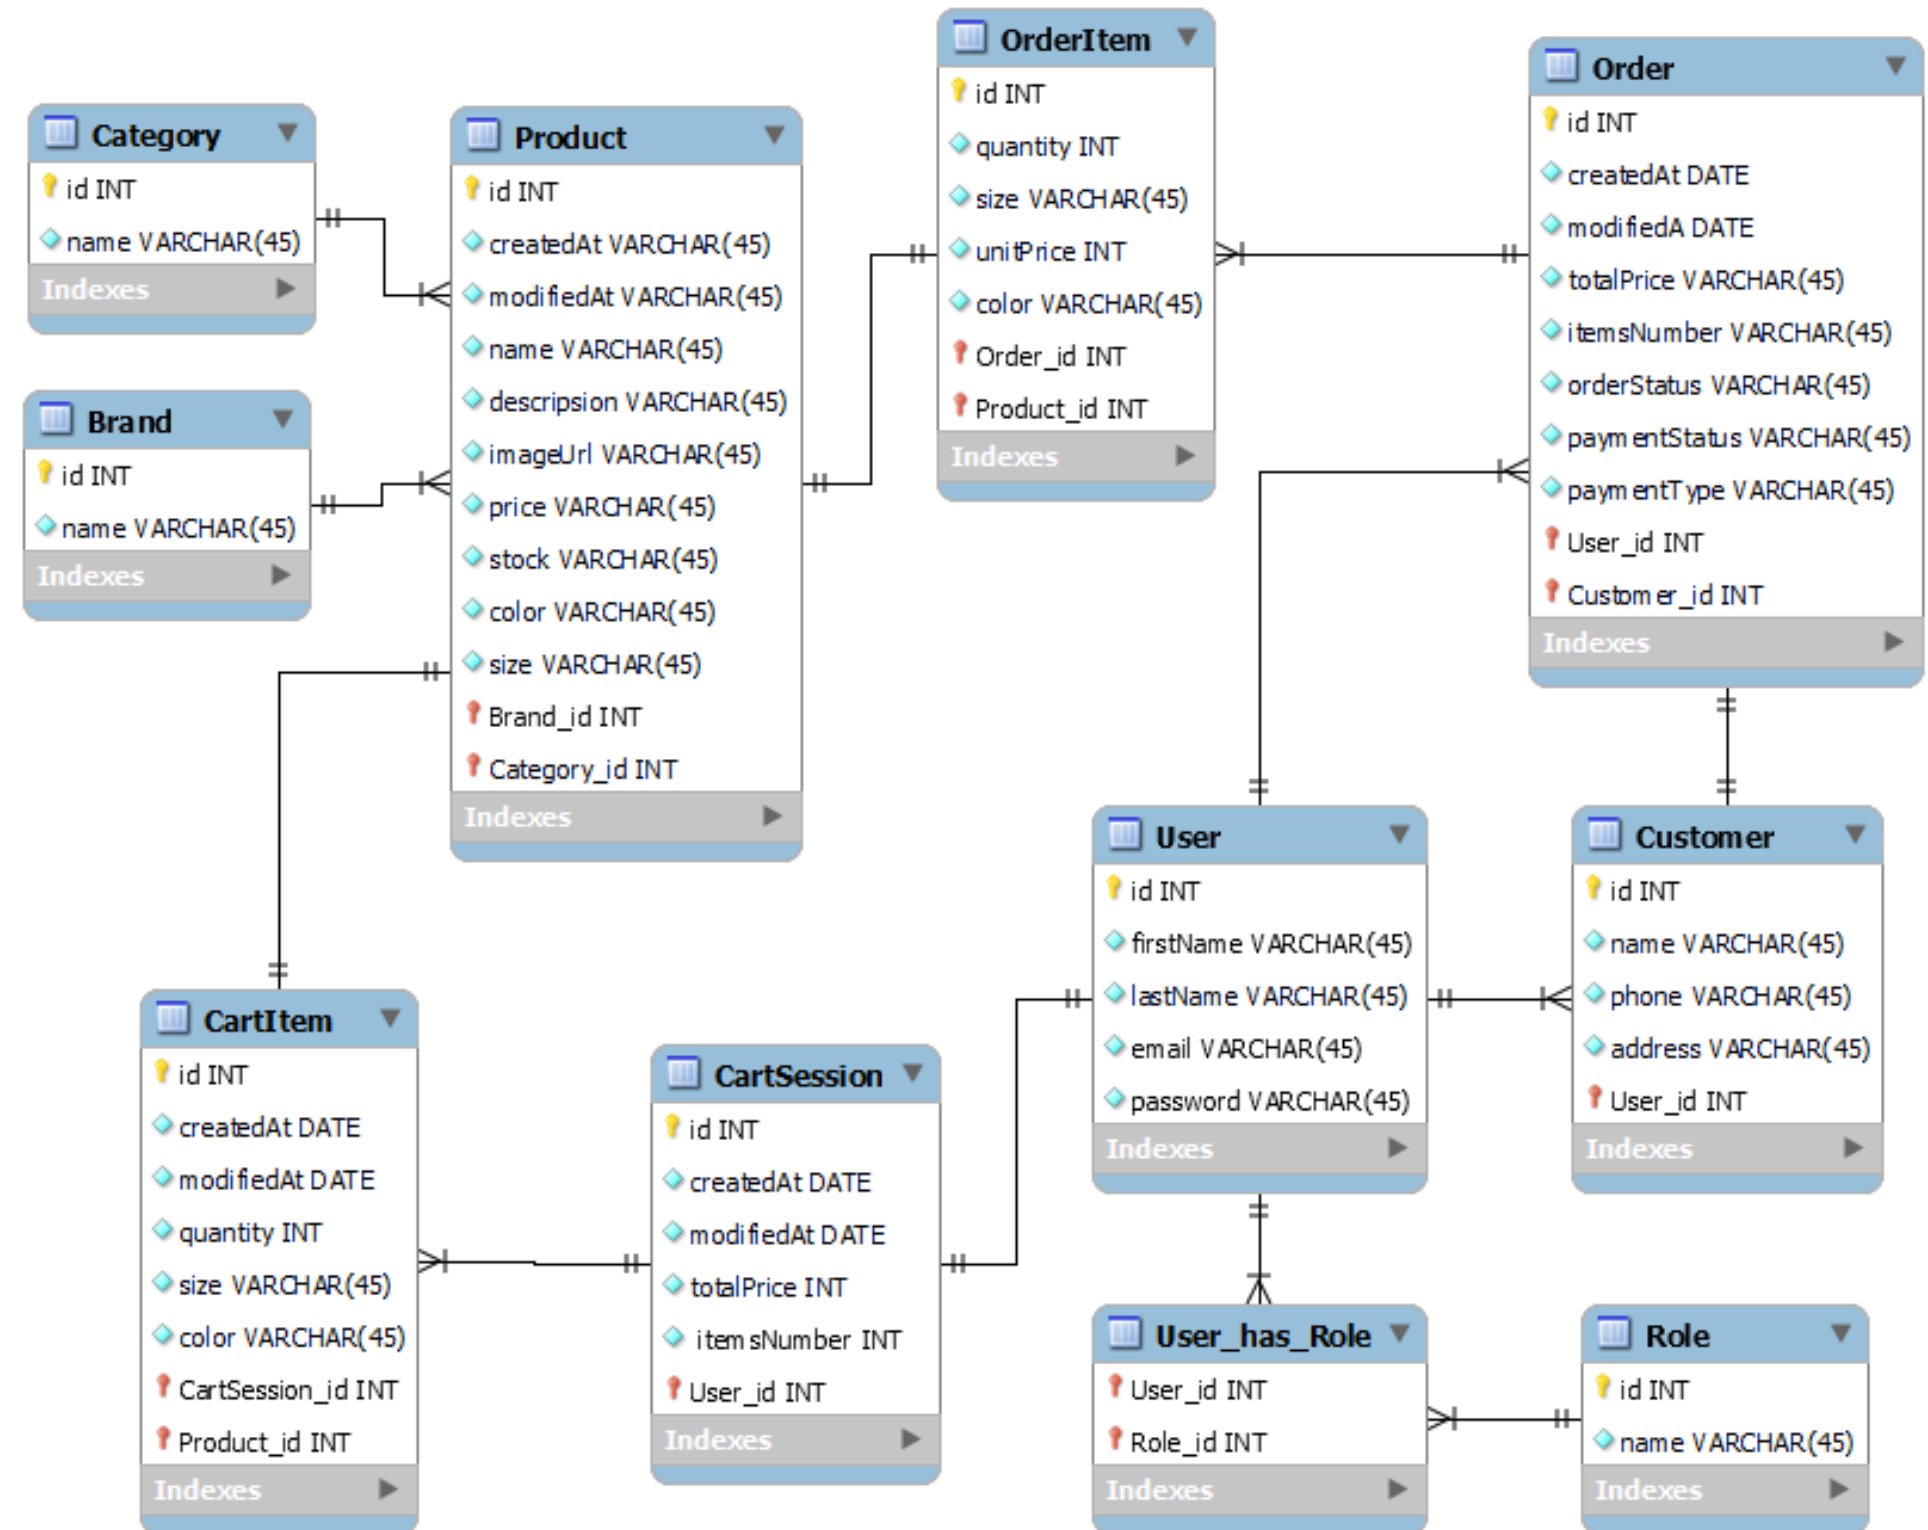 Category
id INT
name VARCHAR(45)
Indexes
Brand
id INT
name VARCHAR(45)
Indexes
Product
id INT
createdAt VARCHAR(45)
modifiedAt VARCHAR(45)
name VARCHAR(45)
descripsion VARCHAR(45)
imageUrl VARCHAR(45)
price VARCHAR(45)
stock VARCHAR(45)
color VARCHAR(45)
size VARCHAR(45)
Brand_id INT
Category_id INT
Indexes
OrderItem
id INT
quantity INT
size VARCHAR(45)
unitPrice INT
color VARCHAR(45)
Order_id INT
Product_id INT
Indexes
Order
id INT
createdAt DATE
modifiedA DATE
totalPrice VARCHAR(45)
itemsNumber VARCHAR(45)
orderStatus VARCHAR(45)
paymentStatus VARCHAR(45)
paymentType VARCHAR(45)
User_id INT
Customer_id INT
Indexes
User
id INT
firstName VARCHAR(45)
lastName VARCHAR(45)
email VARCHAR(45)
password VARCHAR(45)
Indexes
Customer
id INT
name VARCHAR(45)
phone VARCHAR(45)
address VARCHAR(45)
User_id INT
Indexes
CartItem
id INT
createdAt DATE
modifiedAt DATE
quantity INT
size VARCHAR(45)
color VARCHAR(45)
CartSession_id INT
Product_id INT
Indexes
CartSession
id INT
createdAt DATE
modifiedAt DATE
totalPrice INT
itemsNumber INT
User_id INT
Indexes
User_has_Role
User_id INT
Role_id INT
Indexes
Role
id INT
name VARCHAR(45)
Indexes